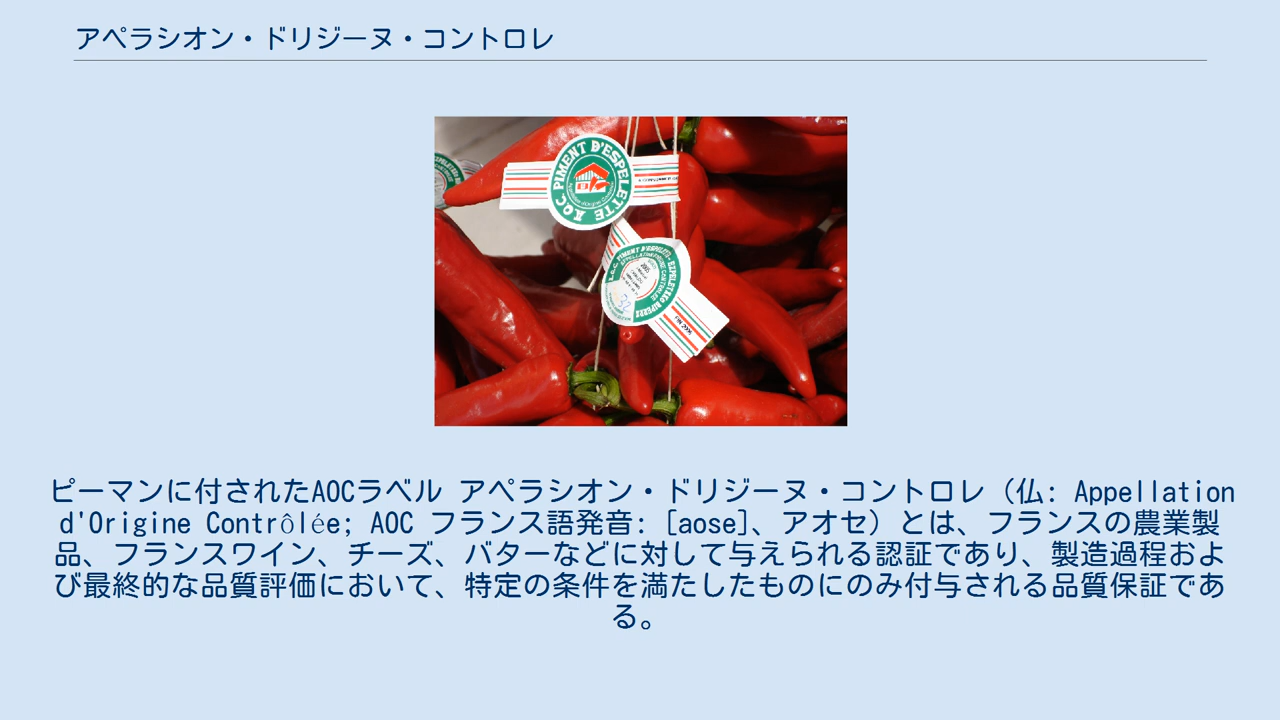 アペラシオン・ドリジーヌ・コントロレ
PIMENT D'ESPELETTE AOC
A.O.C. PIMENT D'ESPELETTE
APPELLATION D'ORIGINE CONTROLEE
2005
32
ピーマンに付されたAOCラベル アペラシオン・ドリジーヌ・コントロレ（仏: Appellation
d'Origine Contrôlée; AOC フランス語発音: [aose]、アオセ）とは、フランスの農業製
品、フランスワイン、チーズ、バターなどに対して与えられる認証であり、製造過程およ
び最終的な品質評価において、特定の条件を満たしたものにのみ付与される品質保証であ
る。